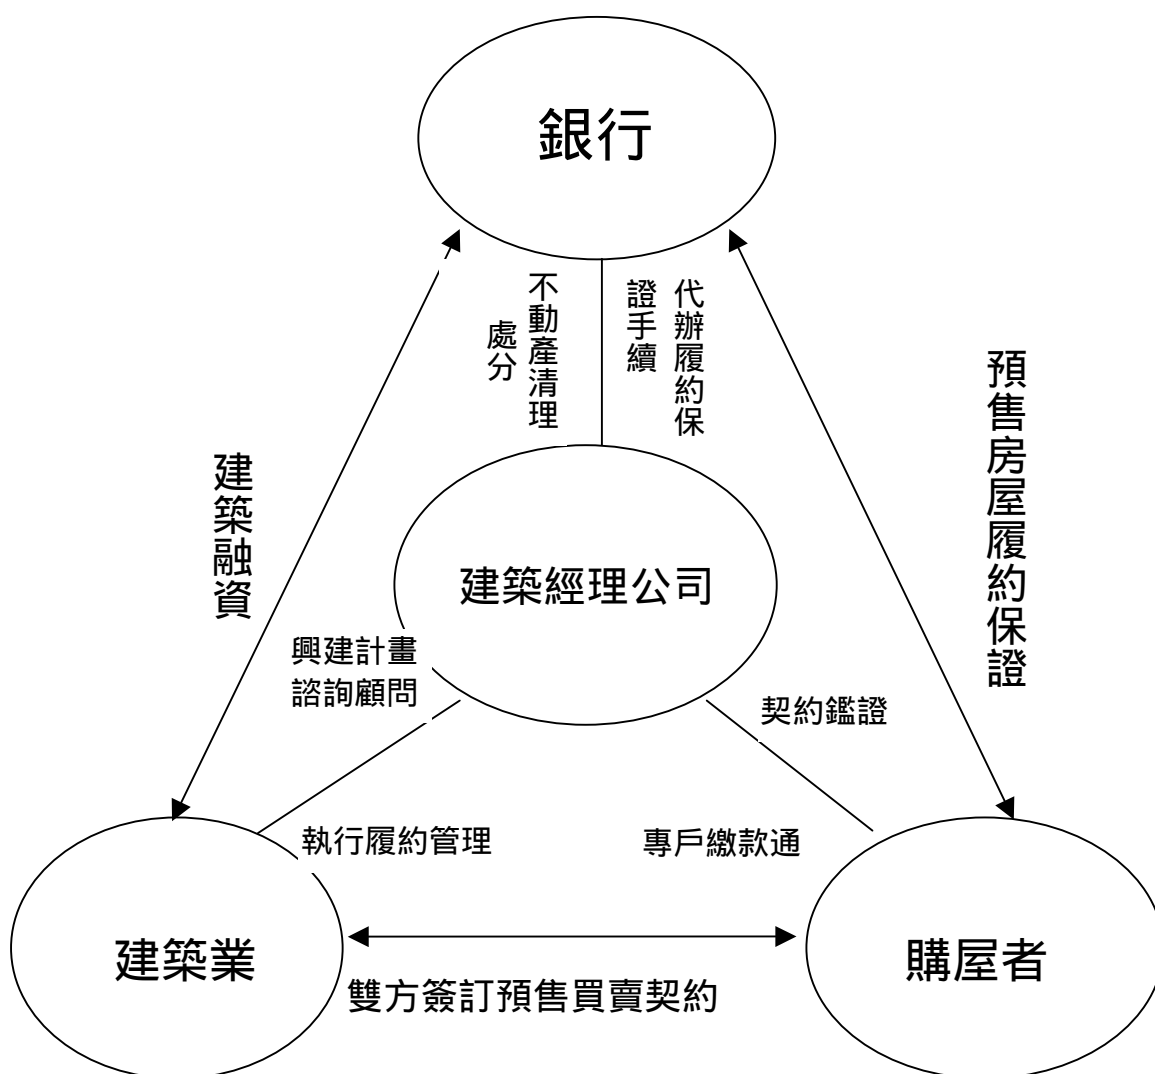 銀行
代辦履約保
證手續
不動產清理
處分
預售房屋履約保證
建築融資
建築經理公司
興建計畫
諮詢顧問
契約鑑證
執行履約管理
專戶繳款通
建築業
購屋者
雙方簽訂預售買賣契約